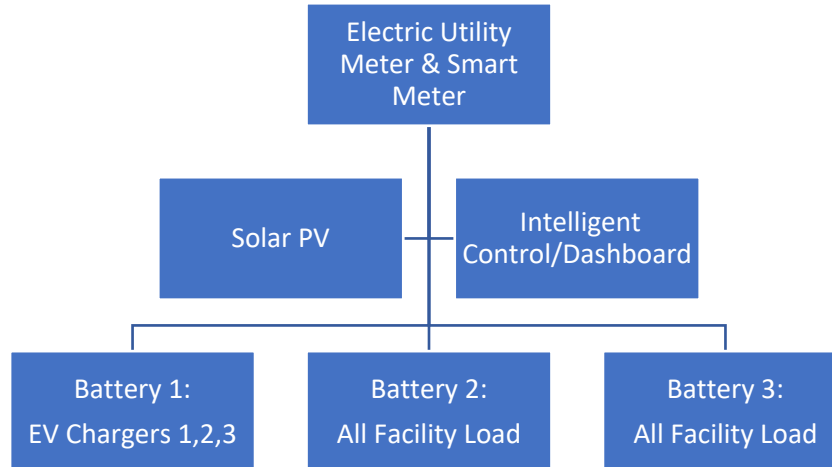 Electric Utility
Meter & Smart
Meter
Solar PV
Intelligent
Control/Dashboard
Battery 1:
EV Chargers 1,2,3
Battery 2:
All Facility Load
Battery 3:
All Facility Load